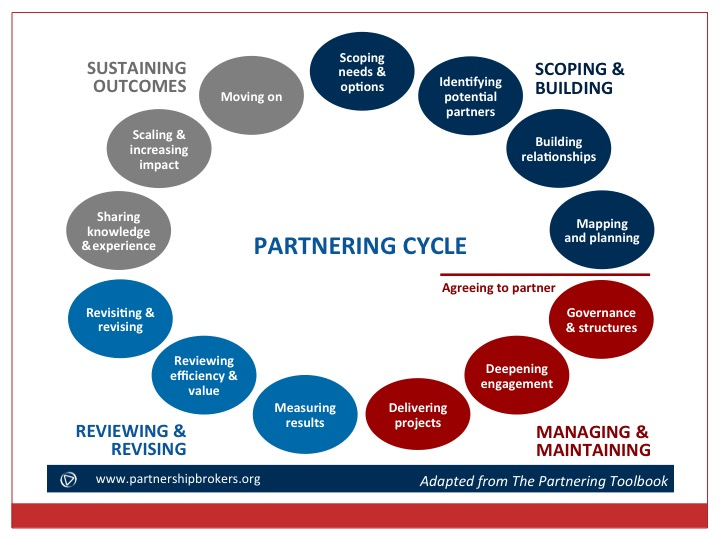 SUSTAINING
OUTCOMES
Moving on
Scoping
needs &
options
Identifying
potential
partners
SCOPING &
BUILDING
Scaling &
increasing
impact
Building
relationships
Sharing
knowledge
&experience
Mapping
and planning
PARTNERING CYCLE
Agreeing to partner
Revisiting &
revising
Governance
& structures
Reviewing
efficiency &
value
Deepening
engagement
Measuring
results
Delivering
projects
REVIEWING &
REVISING
MANAGING &
MAINTAINING
www.partnershipbrokers.org
Adapted from The Partnering Toolbook